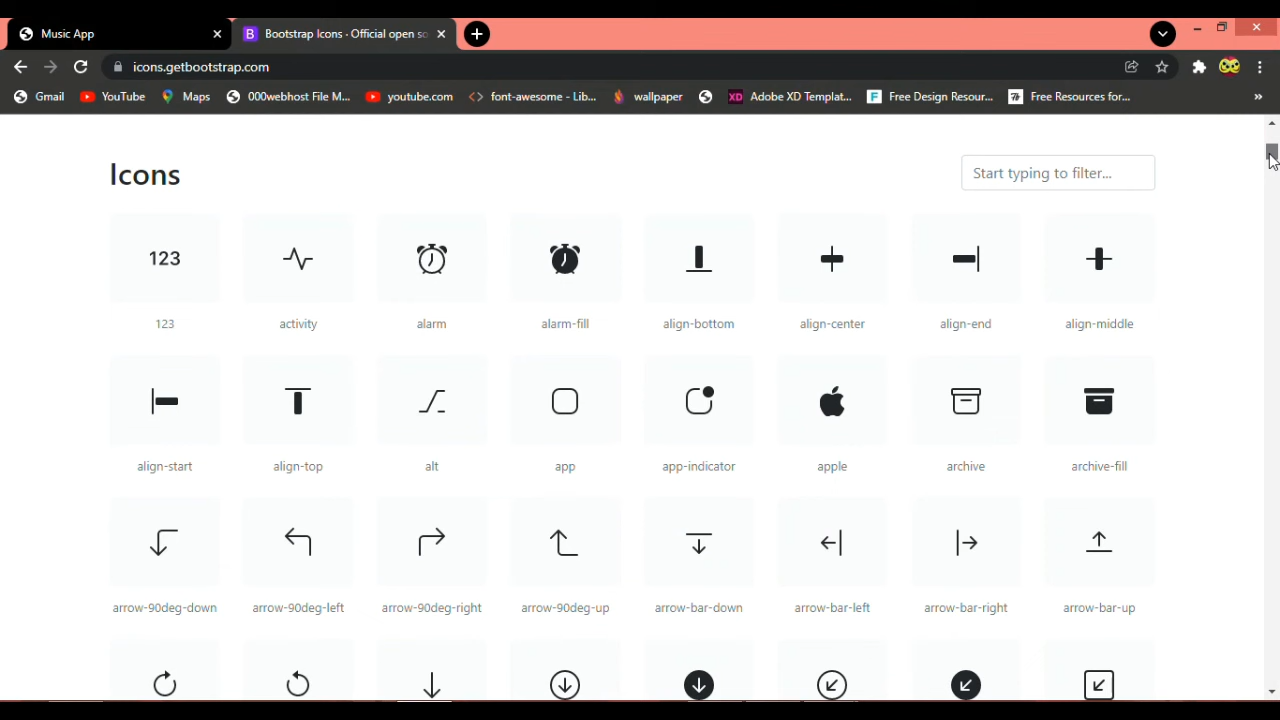 Music App
B Bootstrap Icons · Official open so
icons.getbootstrap.com
Gmail YouTube Maps 000webhost File M... youtube.com font-awesome - Lib... wallpaper XD Adobe XD Templat... F Free Design Resour... Free Resources for... »
Icons
Start typing to filter...
123
123 activity alarm alarm-fill align-bottom align-center align-end align-middle
align-start align-top alt app app-indicator apple archive archive-fill
arrow-90deg-down arrow-90deg-left arrow-90deg-right arrow-90deg-up arrow-bar-down arrow-bar-left arrow-bar-right arrow-bar-up